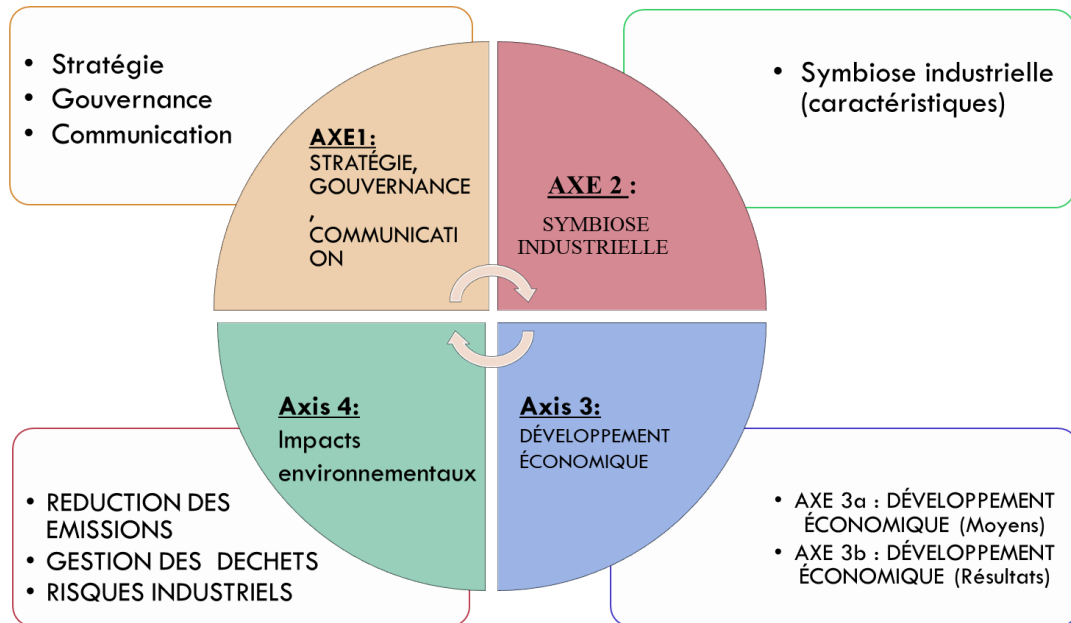 • Stratégie
• Gouvernance
• Communication
• Symbiose industrielle
(caractéristiques)
AXE1:
STRATÉGIE,
GOUVERNANCE
,
COMMUNICATI
ON
AXE 2 :
SYMBIOSE
INDUSTRIELLE
Axis 4:
Impacts
environnementaux
Axis 3:
DÉVELOPPEMENT
ÉCONOMIQUE
• REDUCTION DES
EMISSIONS
• GESTION DES DECHETS
• RISQUES INDUSTRIELS
• AXE 3a : DÉVELOPPEMENT
ÉCONOMIQUE (Moyens)
• AXE 3b : DÉVELOPPEMENT
ÉCONOMIQUE (Résultats)